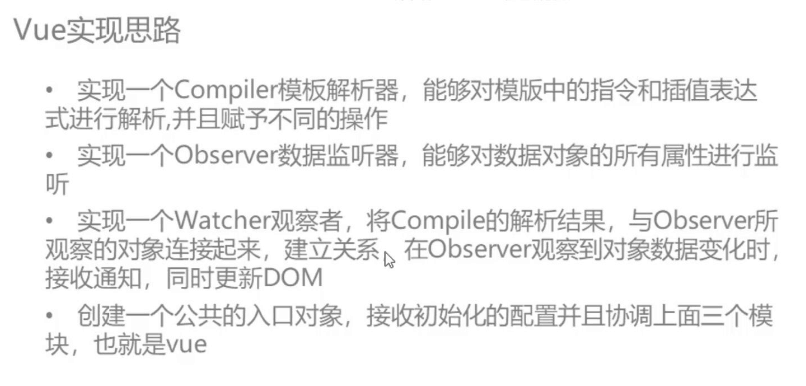 Vue实现思路
• 实现一个Compiler模板解析器，能够对模版中的指令和插值表达
式进行解析,并且赋予不同的操作
• 实现一个Observer数据监听器，能够对数据对象的所有属性进行监
听
• 实现一个Watcher观察者，将Compile的解析结果，与Observer所
观察的对象连接起来，建立关系，在Observer观察到对象数据变化时，
接收通知，同时更新DOM
• 创建一个公共的入口对象，接收初始化的配置并且协调上面三个模
块，也就是vue